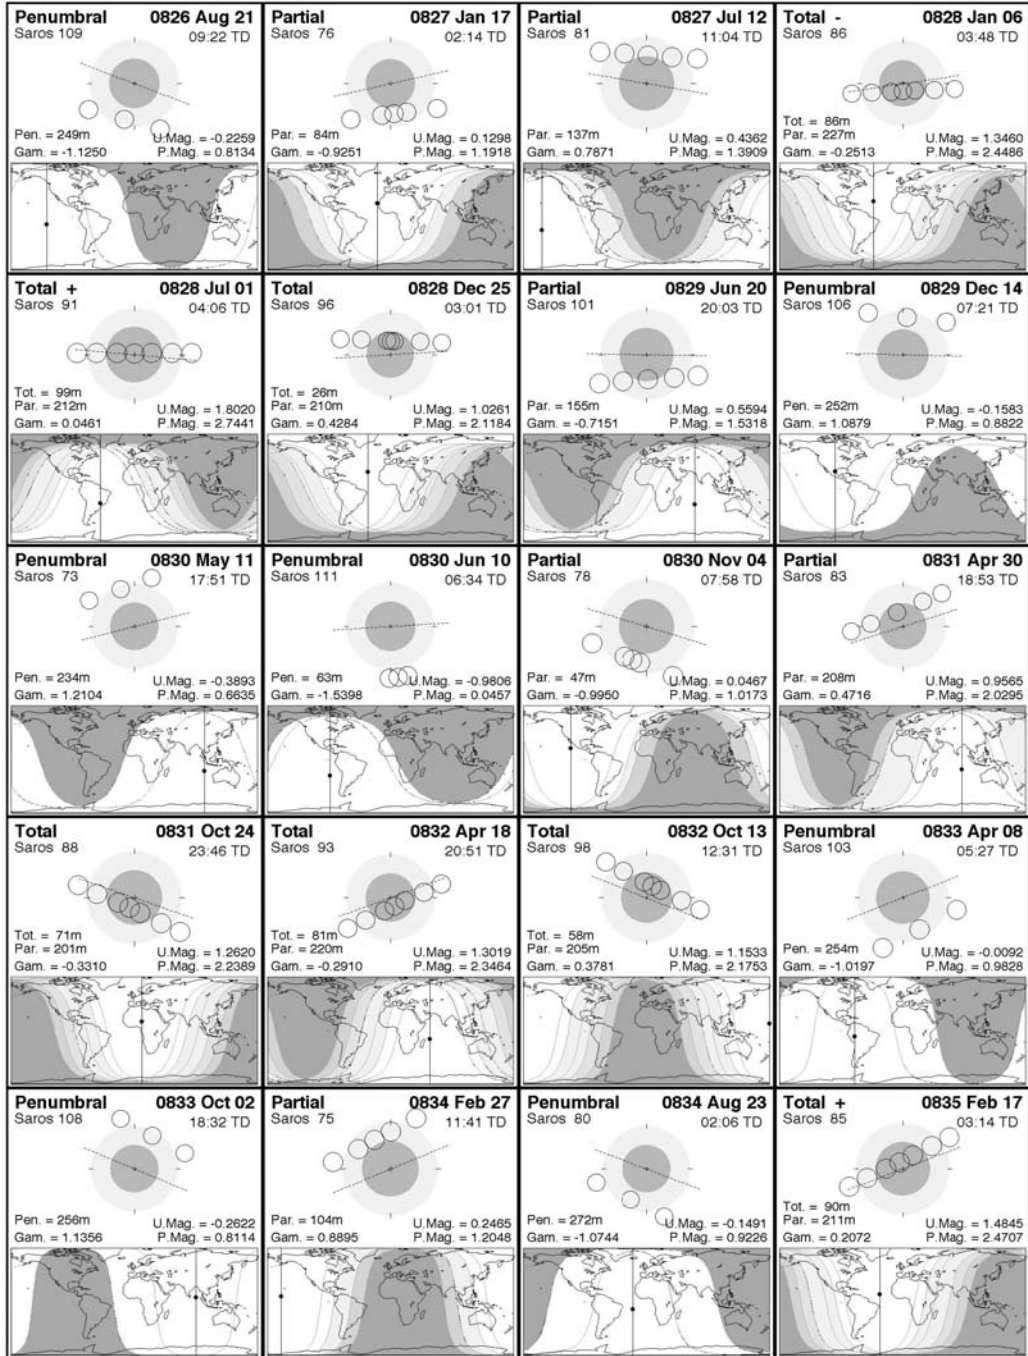 Penumbral 0826 Aug 21
Saros 109 09:22 TD
Pen. = 249m U.Mag. = -0.2259
Gam. = -1.1250 P.Mag. = 0.8134
Partial 0827 Jan 17
Saros 76 02:14 TD
Par. = 84m U.Mag. = 0.1298
Gam. = -0.9251 P.Mag. = 1.1918
Partial 0827 Jul 12
Saros 81 11:04 TD
Par. = 137m U.Mag. = 0.4362
Gam. = 0.7871 P.Mag. = 1.3909
Total - 0828 Jan 06
Saros 86 03:48 TD
Tot. = 86m
Par. = 227m U.Mag. = 1.3460
Gam. = -0.2513 P.Mag. = 2.4486
Total + 0828 Jul 01
Saros 91 04:06 TD
Tot. = 99m
Par. = 212m U.Mag. = 1.8020
Gam. = 0.0461 P.Mag. = 2.7441
Total 0828 Dec 25
Saros 96 03:01 TD
Tot. = 26m
Par. = 210m U.Mag. = 1.0261
Gam. = 0.4284 P.Mag. = 2.1184
Partial 0829 Jun 20
Saros 101 20:03 TD
Par. = 155m U.Mag. = 0.5594
Gam. = -0.7151 P.Mag. = 1.5318
Penumbral 0829 Dec 14
Saros 106 07:21 TD
Pen. = 252m U.Mag. = -0.1583
Gam. = 1.0879 P.Mag. = 0.8822
Penumbral 0830 May 11
Saros 73 17:51 TD
Pen. = 234m U.Mag. = -0.3893
Gam. = 1.2104 P.Mag. = 0.6635
Penumbral 0830 Jun 10
Saros 111 06:34 TD
Pen. = 63m U.Mag. = -0.9806
Gam. = -1.5398 P.Mag. = 0.0457
Partial 0830 Nov 04
Saros 78 07:58 TD
Par. = 47m U.Mag. = 0.0467
Gam. = -0.9950 P.Mag. = 1.0173
Partial 0831 Apr 30
Saros 83 18:53 TD
Par. = 208m U.Mag. = 0.9565
Gam. = 0.4716 P.Mag. = 2.0295
Total 0831 Oct 24
Saros 88 23:46 TD
Tot. = 71m
Par. = 201m U.Mag. = 1.2620
Gam. = -0.3310 P.Mag. = 2.2389
Total 0832 Apr 18
Saros 93 20:51 TD
Tot. = 81m
Par. = 220m U.Mag. = 1.3019
Gam. = -0.2910 P.Mag. = 2.3464
Total 0832 Oct 13
Saros 98 12:31 TD
Tot. = 58m
Par. = 205m U.Mag. = 1.1533
Gam. = 0.3781 P.Mag. = 2.1753
Penumbral 0833 Apr 08
Saros 103 05:27 TD
Pen. = 254m U.Mag. = -0.0092
Gam. = -1.0197 P.Mag. = 0.9828
Penumbral 0833 Oct 02
Saros 108 18:32 TD
Pen. = 256m U.Mag. = -0.2622
Gam. = 1.1356 P.Mag. = 0.8114
Partial 0834 Feb 27
Saros 75 11:41 TD
Par. = 104m U.Mag. = 0.2465
Gam. = 0.8895 P.Mag. = 1.2048
Penumbral 0834 Aug 23
Saros 80 02:06 TD
Pen. = 272m U.Mag. = -0.1491
Gam. = -1.0744 P.Mag. = 0.9226
Total + 0835 Feb 17
Saros 85 03:14 TD
Tot. = 90m
Par. = 211m U.Mag. = 1.4845
Gam. = 0.2072 P.Mag. = 2.4707